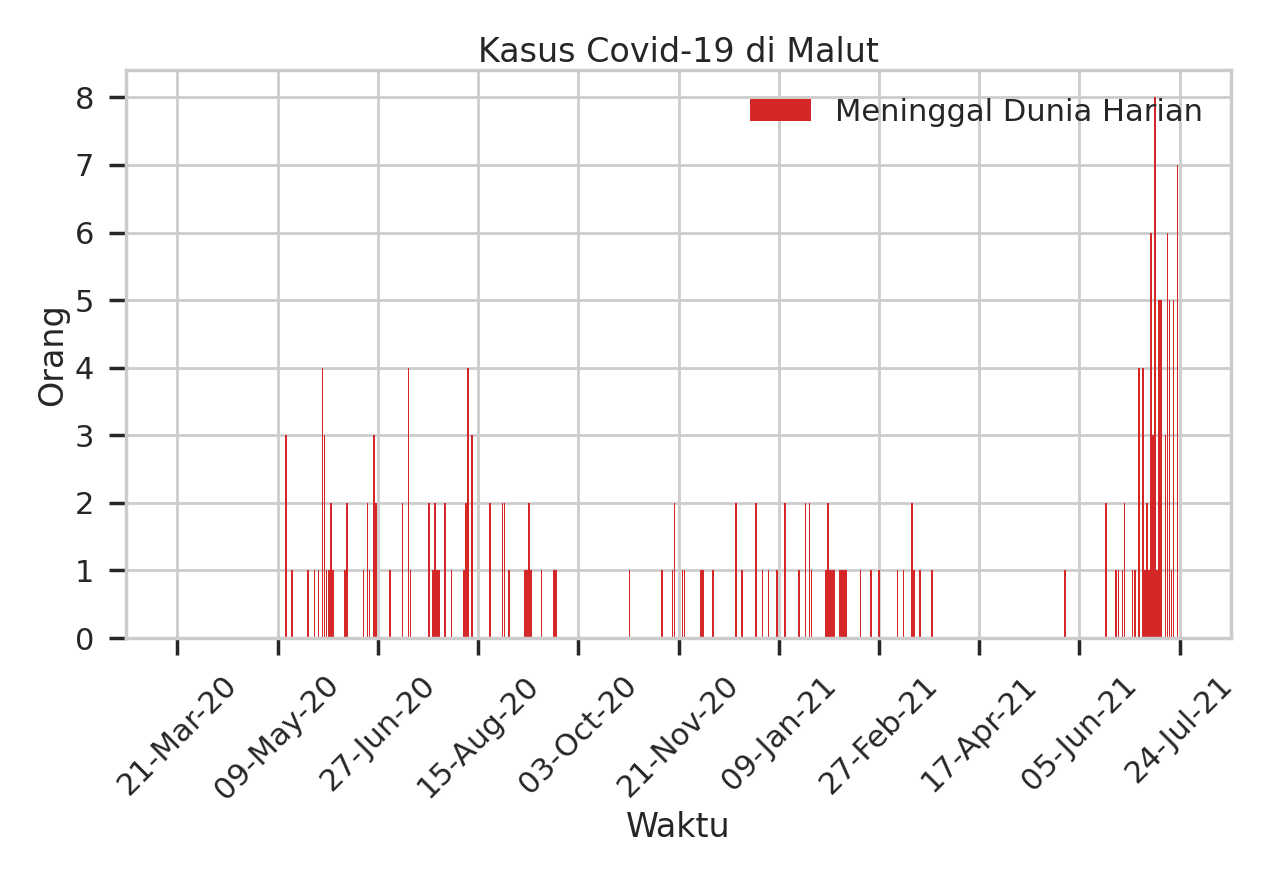 Kasus Covid-19 di Malut
Meninggal Dunia Harian
Orang
8
7
6
5
4
3
2
1
0
21-Mar-20
09-May-20
27-Jun-20
15-Aug-20
03-Oct-20
21-Nov-20
09-Jan-21
27-Feb-21
17-Apr-21
05-Jun-21
24-Jul-21
Waktu